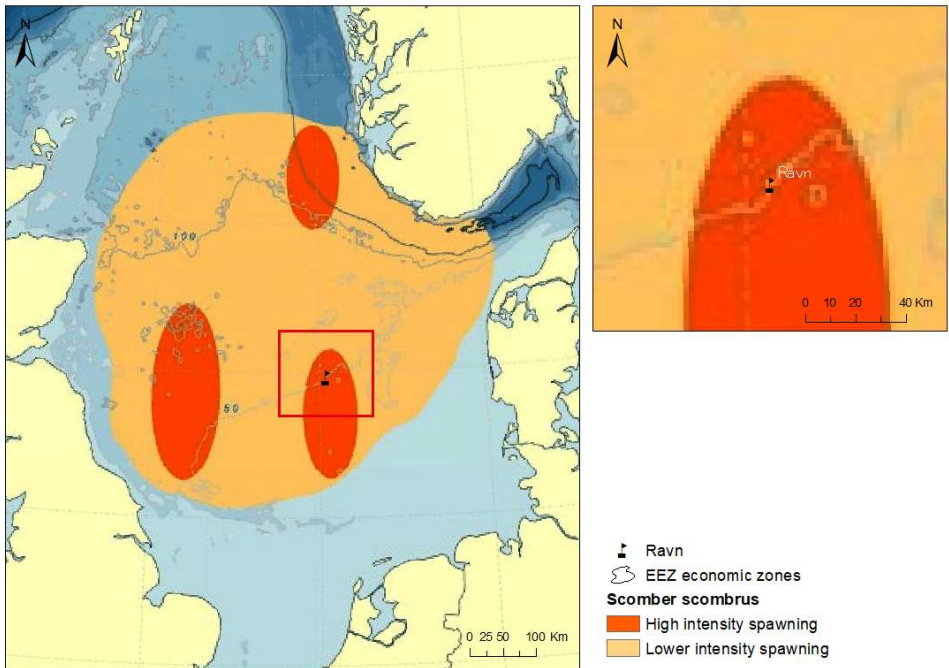 N
100
50
0 25 50 100 Km
N
Ravn
0 10 20 40 Km
Ravn
EEZ economic zones
Scomber scombrus
High intensity spawning
Lower intensity spawning